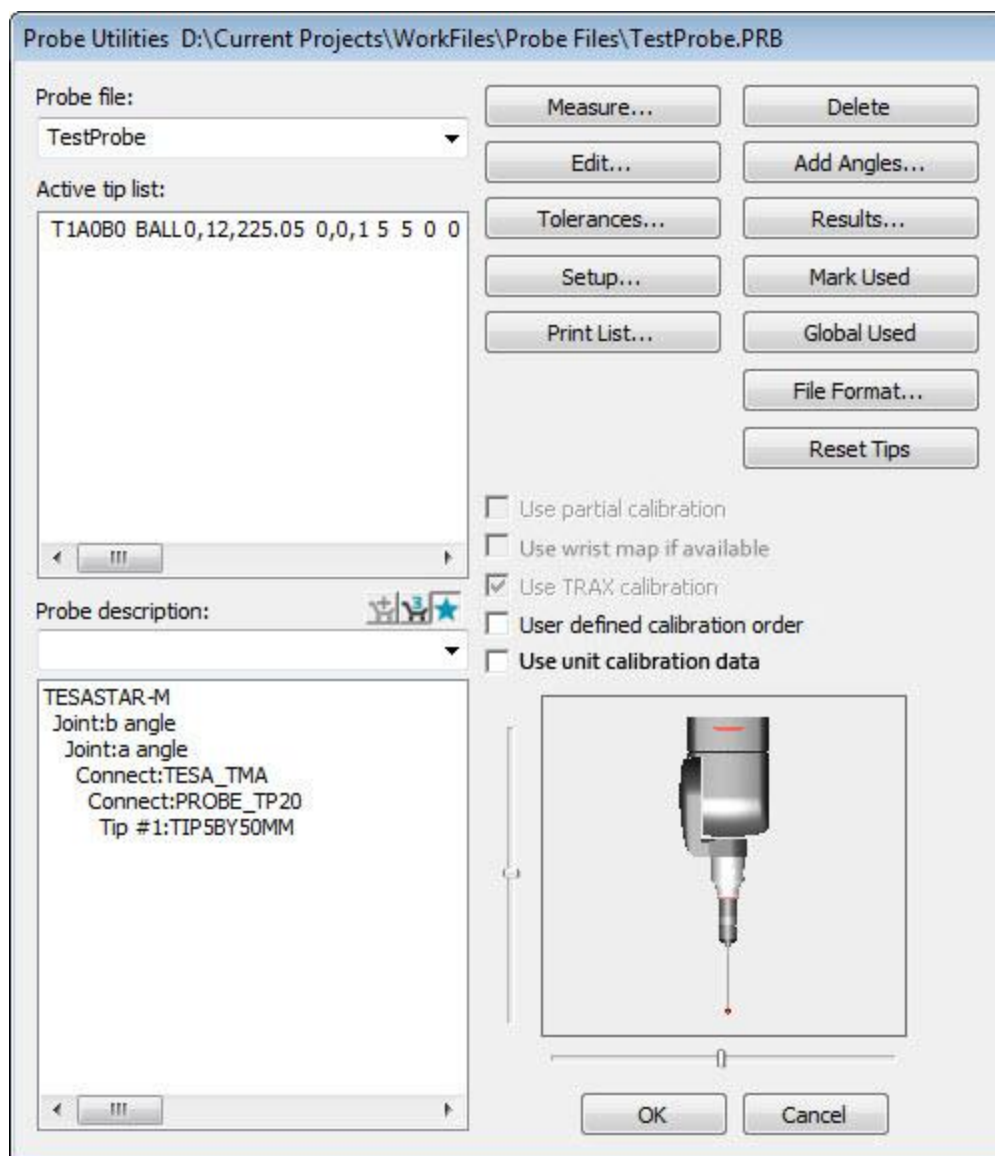 Probe Utilities D:\Current Projects\WorkFiles\Probe Files\TestProbe.PRB
Probe file:
TestProbe
Active tip list:
T1A0B0 BALL0,12,225.05 0,0,1 5 5 0 0
Measure...
Delete
Edit...
Add Angles...
Tolerances...
Results...
Setup...
Mark Used
Print List...
Global Used
File Format...
Reset Tips
Use partial calibration
Use wrist map if available
Use TRAX calibration
User defined calibration order
Use unit calibration data
Probe description:
3
TESASTAR-M
Joint:b angle
Joint:a angle
Connect:TESA_TMA
Connect:PROBE_TP20
Tip #1:TIP5BY50MM
OK
Cancel